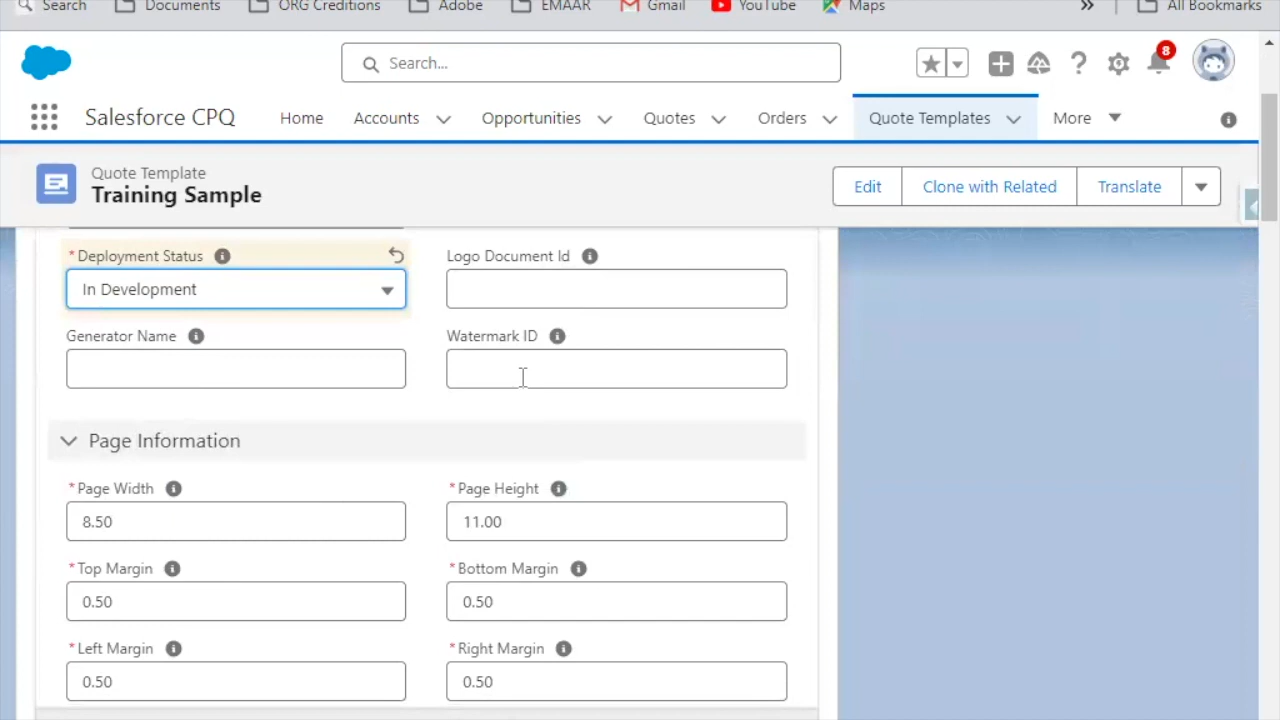 Search Documents ORG Creditions Adobe EMAAR Gmail YouTube Maps All Bookmarks
Search... 8
Salesforce CPQ Home Accounts Opportunities Quotes Orders Quote Templates More
Quote Template
Training Sample
Edit Clone with Related Translate
*Deployment Status Logo Document Id
In Development
Generator Name Watermark ID
Page Information
*Page Width *Page Height
8.50 11.00
*Top Margin *Bottom Margin
0.50 0.50
*Left Margin *Right Margin
0.50 0.50